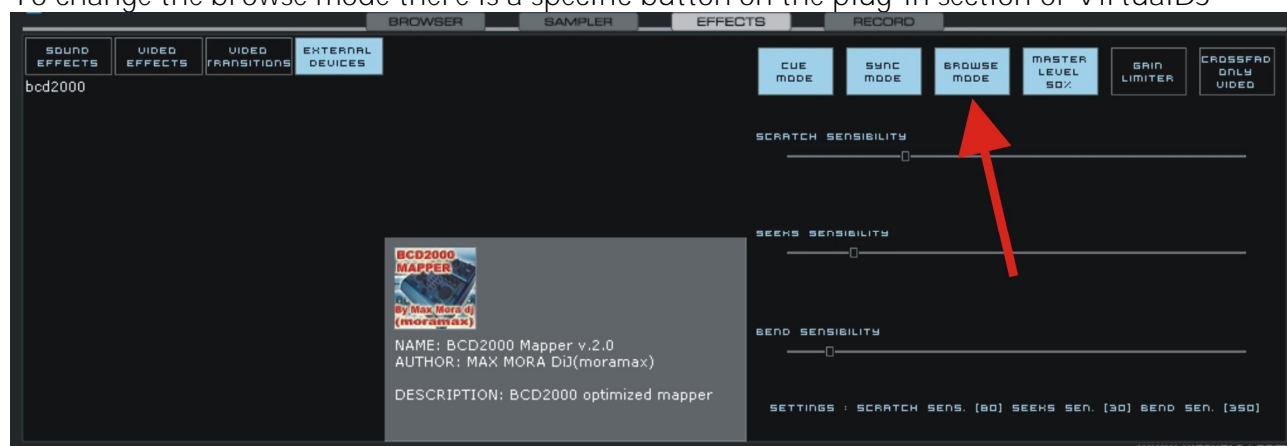 To change the browse mode there is a specific button on the plug-in section of VirtualDJ
BROWSER SAMPLER EFFECTS RECORD
SOUND EFFECTS VIDEO EFFECTS VIDEO TRANSITIONS EXTERNAL DEVICES
CUE MODE SYNC MODE BROWSE MODE MASTER LEVEL 50% GAIN LIMITER CROSSFAD ONLY VIDEO
bcd2000
SCRATCH SENSIBILITY
SEEKS SENSIBILITY
BCD2000
MAPPER
By Max Mora dj
(moramax)
BEND SENSIBILITY
NAME: BCD2000 Mapper v.2.0
AUTHOR: MAX MORA DiJ(moramax)
DESCRIPTION: BCD2000 optimized mapper
SETTINGS : SCRATCH SENS. [80] SEEKS SEN. [30] BEND SEN. [350]